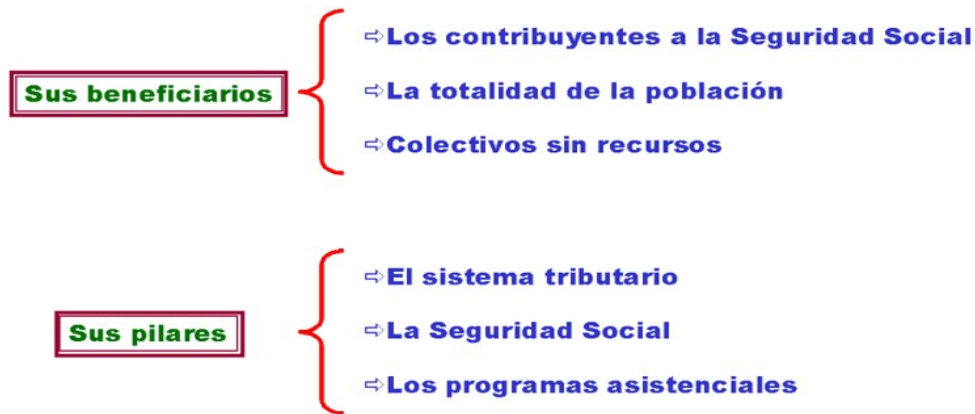 Sus beneficiarios
⇨Los contribuyentes a la Seguridad Social
⇨La totalidad de la población
⇨Colectivos sin recursos
Sus pilares
⇨El sistema tributario
⇨La Seguridad Social
⇨Los programas asistenciales